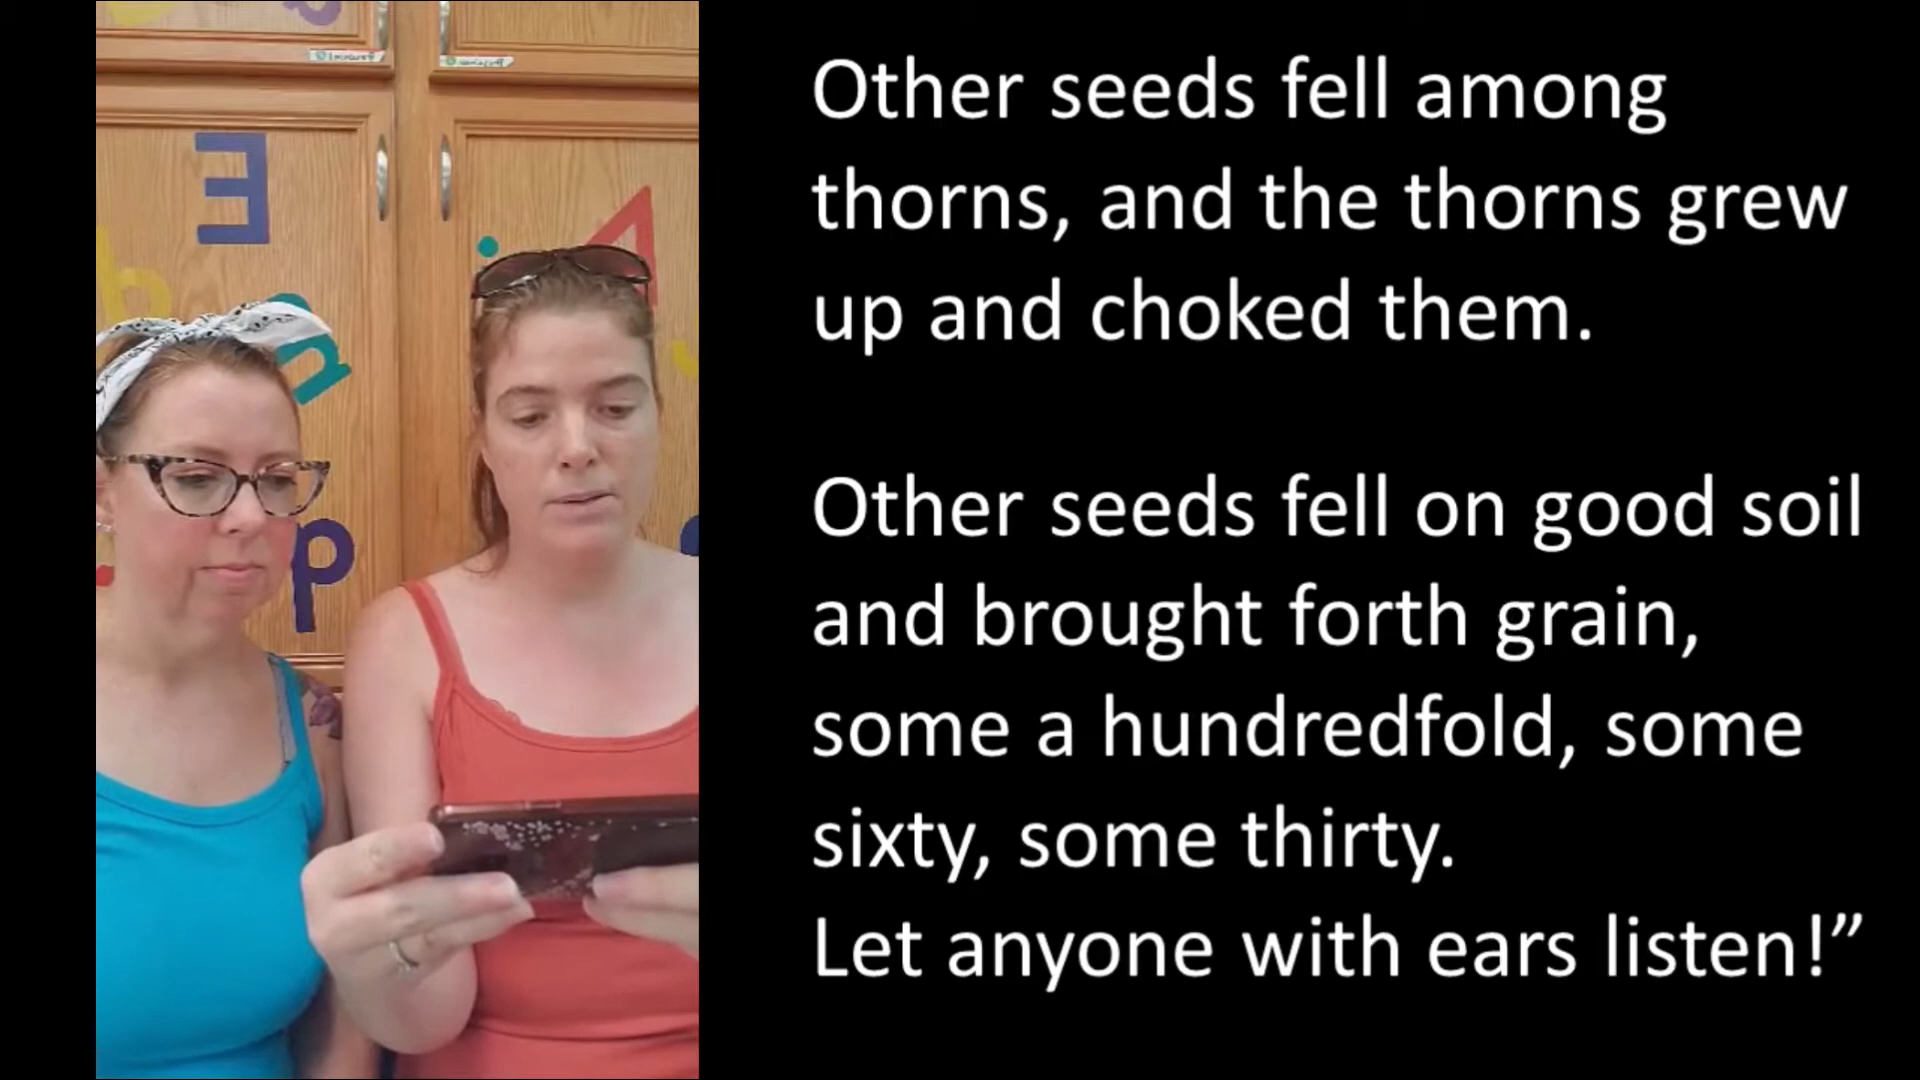 Other seeds fell among
thorns, and the thorns grew
up and choked them.
Other seeds fell on good soil
and brought forth grain,
some a hundredfold, some
sixty, some thirty.
Let anyone with ears listen!”
E
i
A
p